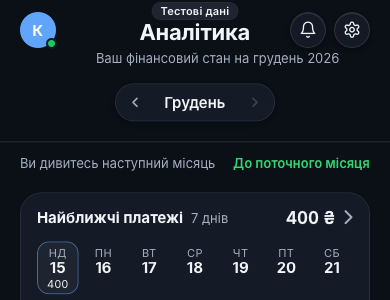 Тестові дані
К
Аналітика
Ваш фінансовий стан на грудень 2026
Грудень
Ви дивитесь наступний місяць До поточного місяця
Найближчі платежі 7 днів 400 ₴
НД ПН ВТ СР ЧТ ПТ СБ
15 16 17 18 19 20 21
400